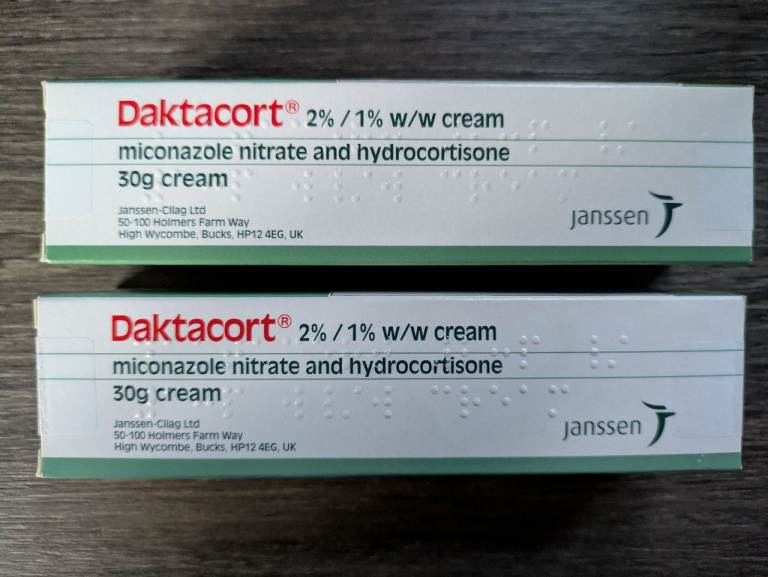 Daktacort® 2% / 1% w/w cream
miconazole nitrate and hydrocortisone
30g cream
Janssen-Cilag Ltd
50-100 Holmers Farm Way
High Wycombe, Bucks, HP12 4EG, UK
janssen
Daktacort® 2% / 1% w/w cream
miconazole nitrate and hydrocortisone
30g cream
Janssen-Cilag Ltd
50-100 Holmers Farm Way
High Wycombe, Bucks, HP12 4EG, UK
janssen